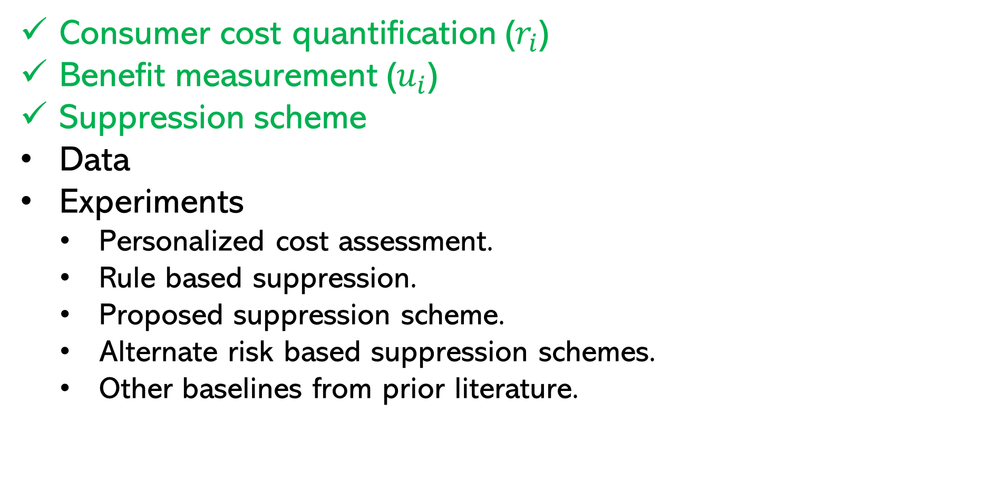 ✓ Consumer cost quantification (r_i)
✓ Benefit measurement (u_i)
✓ Suppression scheme
• Data
• Experiments
• Personalized cost assessment.
• Rule based suppression.
• Proposed suppression scheme.
• Alternate risk based suppression schemes.
• Other baselines from prior literature.